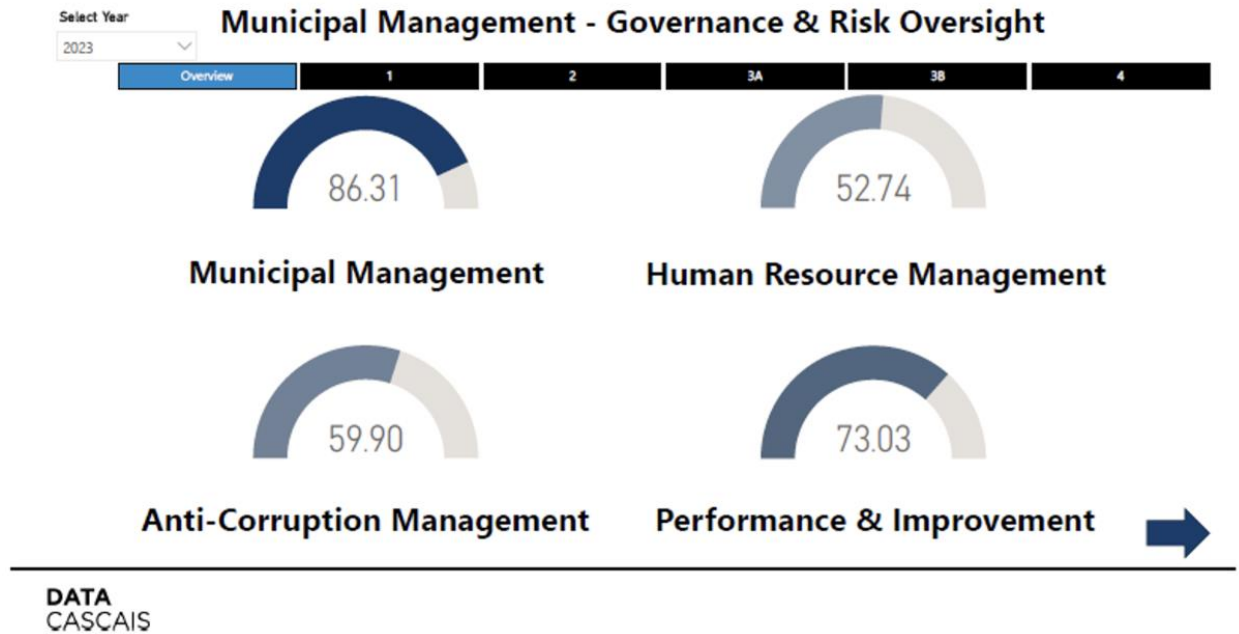 Select Year
Municipal Management - Governance & Risk Oversight
2023
Overview 1 2 3A 3B 4
86.31
52.74
Municipal Management
Human Resource Management
59.90
73.03
Anti-Corruption Management
Performance & Improvement
DATA
CASCAIS